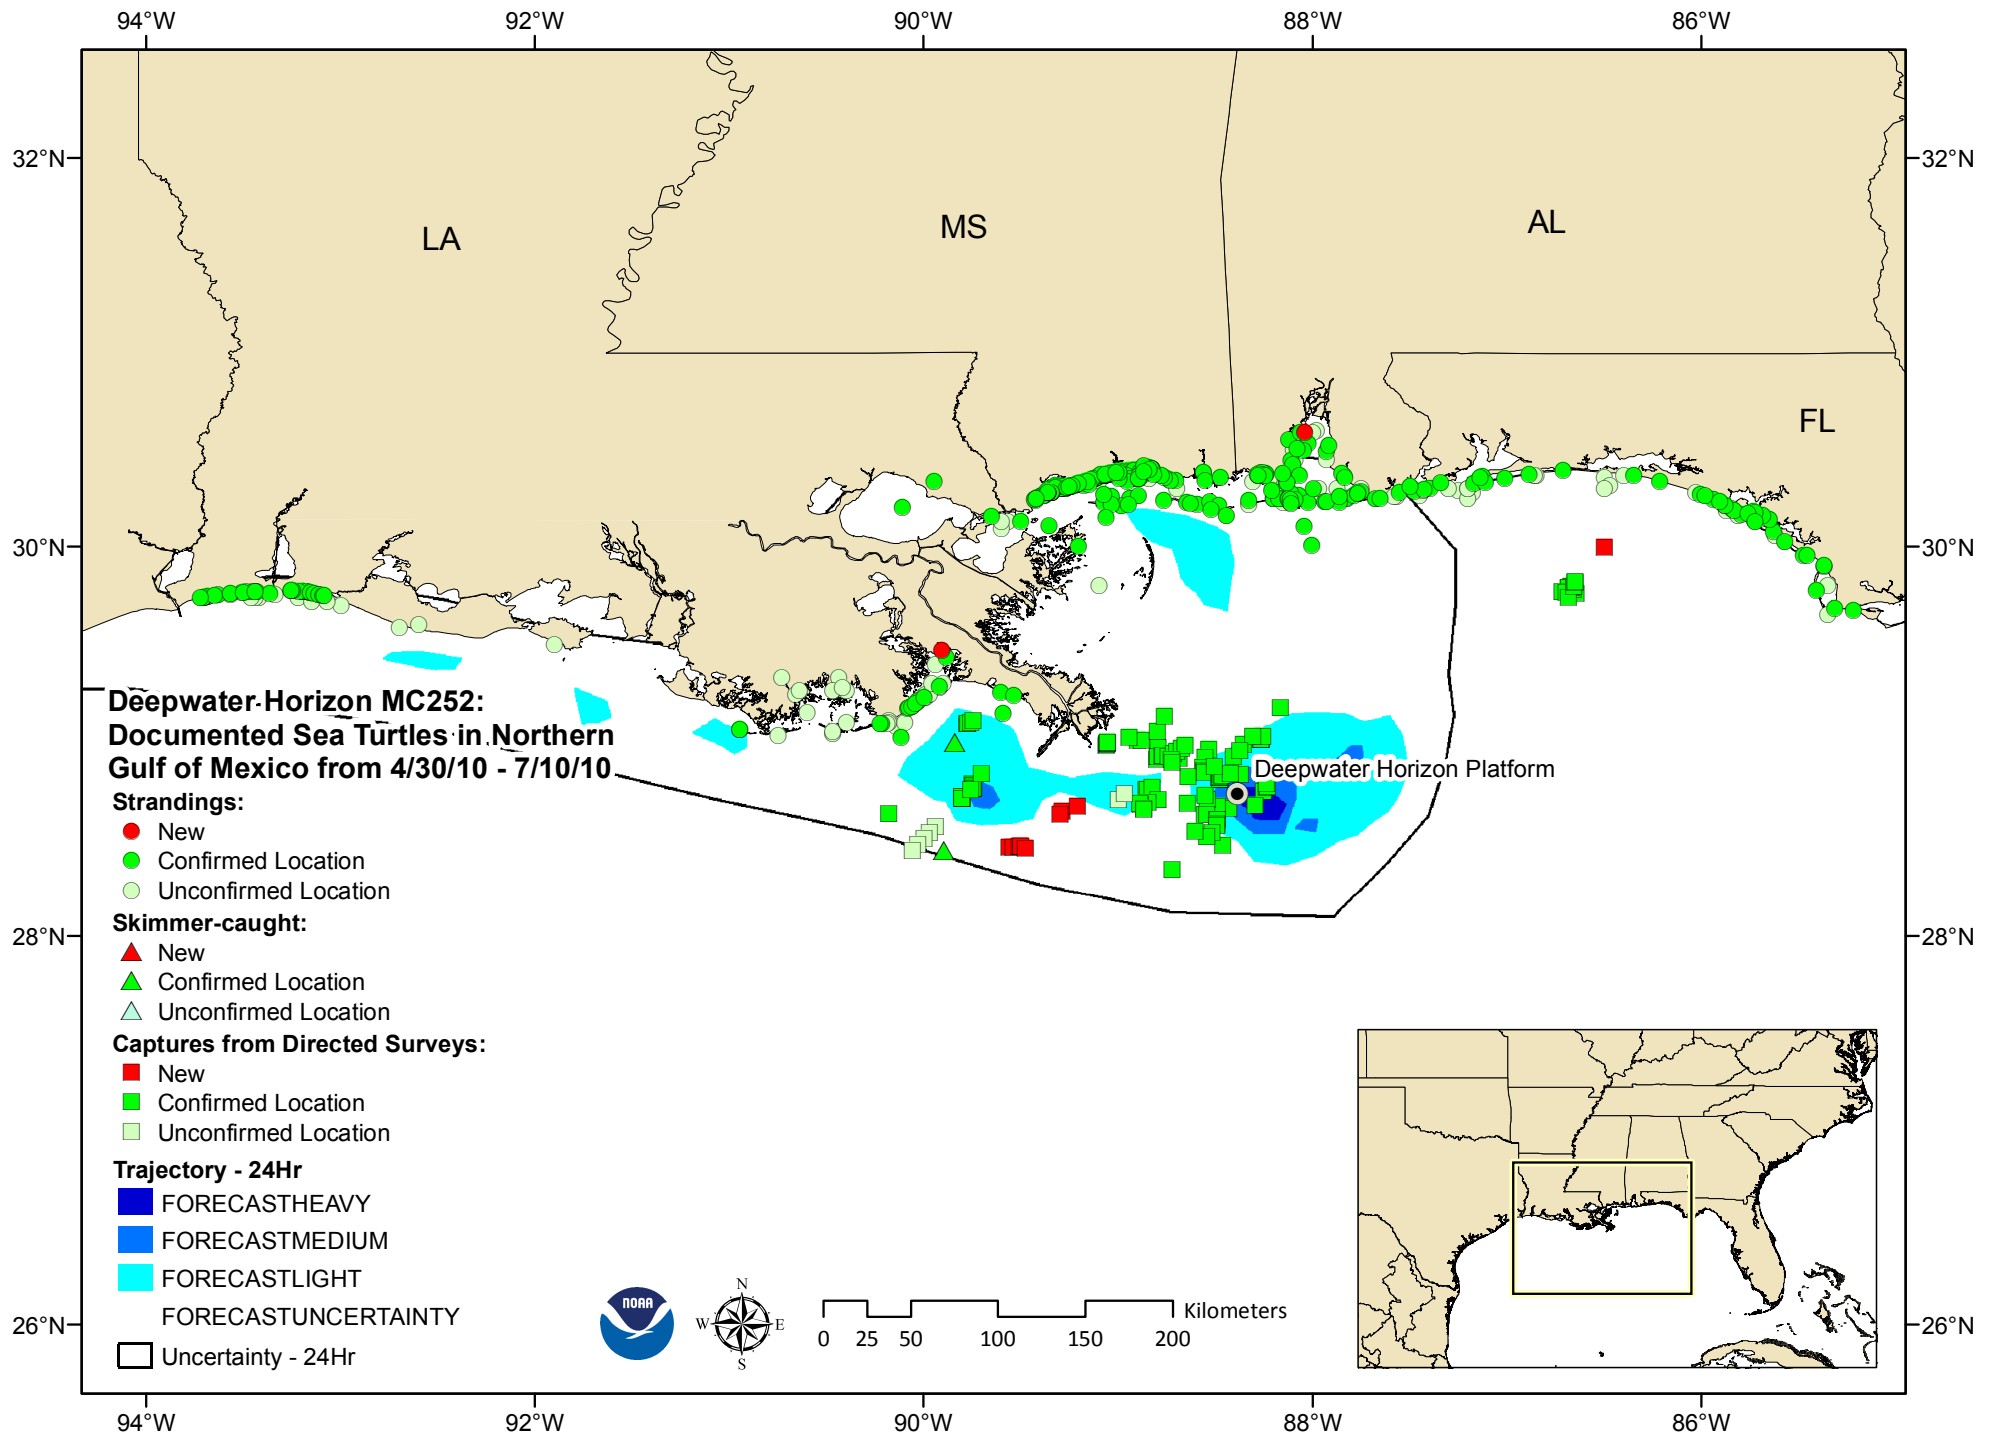 94°W 92°W 90°W 88°W 86°W
32°N 32°N
LA MS AL
FL
30°N 30°N
Deepwater Horizon MC252:
Documented Sea Turtles in Northern
Gulf of Mexico from 4/30/10 - 7/10/10
Deepwater Horizon Platform
Strandings:
New
Confirmed Location
Unconfirmed Location
Skimmer-caught:
New
Confirmed Location
Unconfirmed Location
Captures from Directed Surveys:
New
Confirmed Location
Unconfirmed Location
28°N 28°N
Trajectory - 24Hr
FORECASTHEAVY
FORECASTMEDIUM
FORECASTLIGHT
FORECASTUNCERTAINTY
Uncertainty - 24Hr
NOAA
N
W E
S
Kilometers
0 25 50 100 150 200
26°N 26°N
94°W 92°W 90°W 88°W 86°W